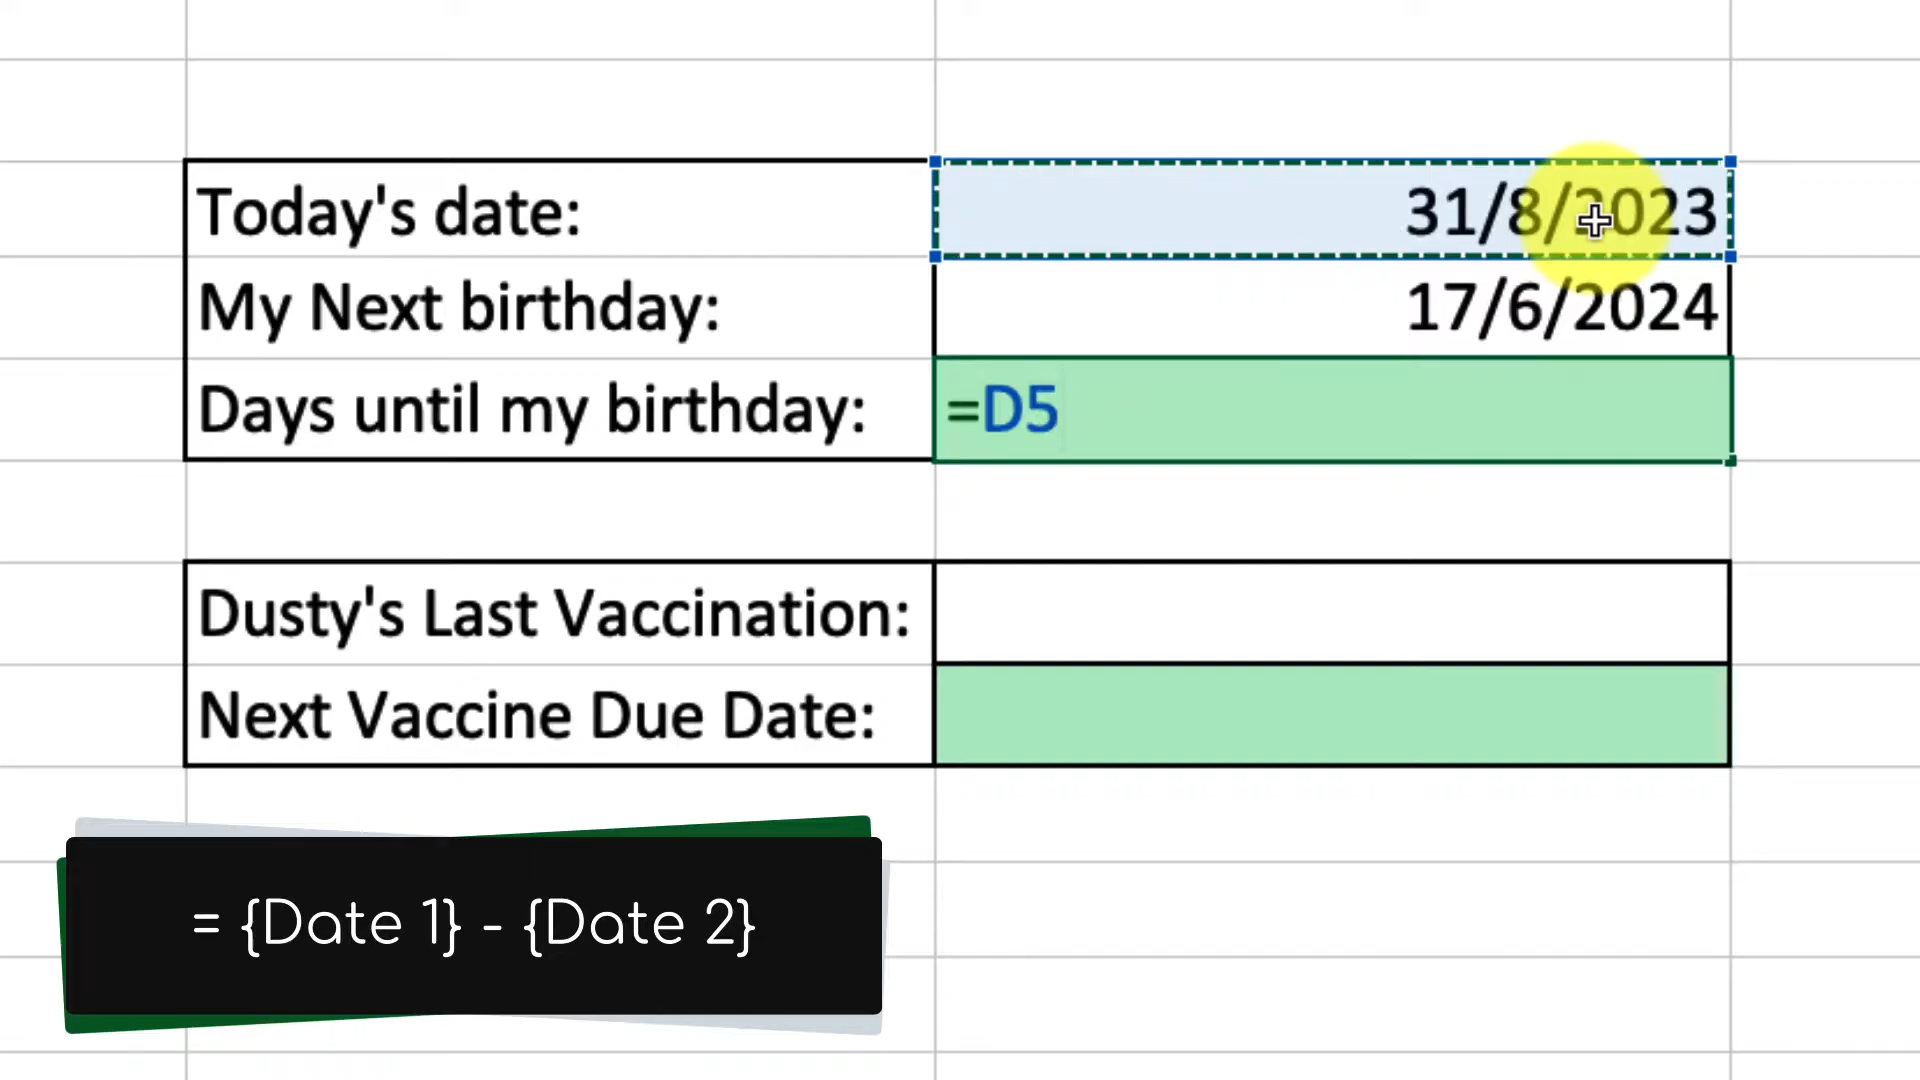 Today's date: 31/8/2023
My Next birthday: 17/6/2024
Days until my birthday: =D5
Dusty's Last Vaccination:
Next Vaccine Due Date:
= {Date 1} - {Date 2}